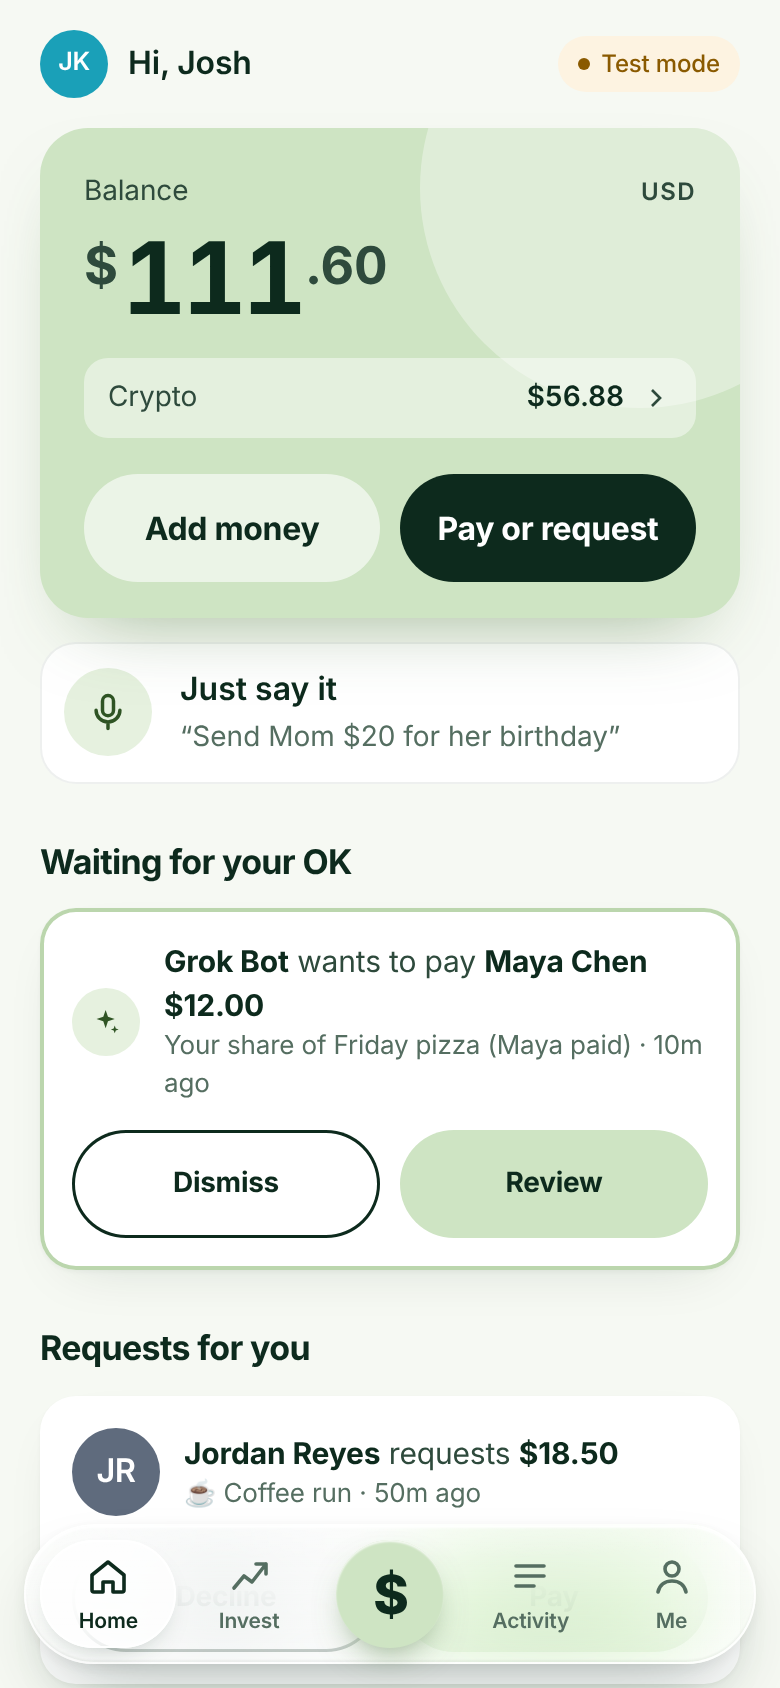 JK
Hi, Josh
Test mode
Balance
USD
$111.60
Crypto
$56.88
Add money
Pay or request
Just say it
“Send Mom $20 for her birthday”
Waiting for your OK
Grok Bot wants to pay Maya Chen
$12.00
Your share of Friday pizza (Maya paid) · 10m
ago
Dismiss
Review
Requests for you
JR
Jordan Reyes requests $18.50
☕ Coffee run · 50m ago
Decline
Pay
Home
Invest
$
Activity
Me